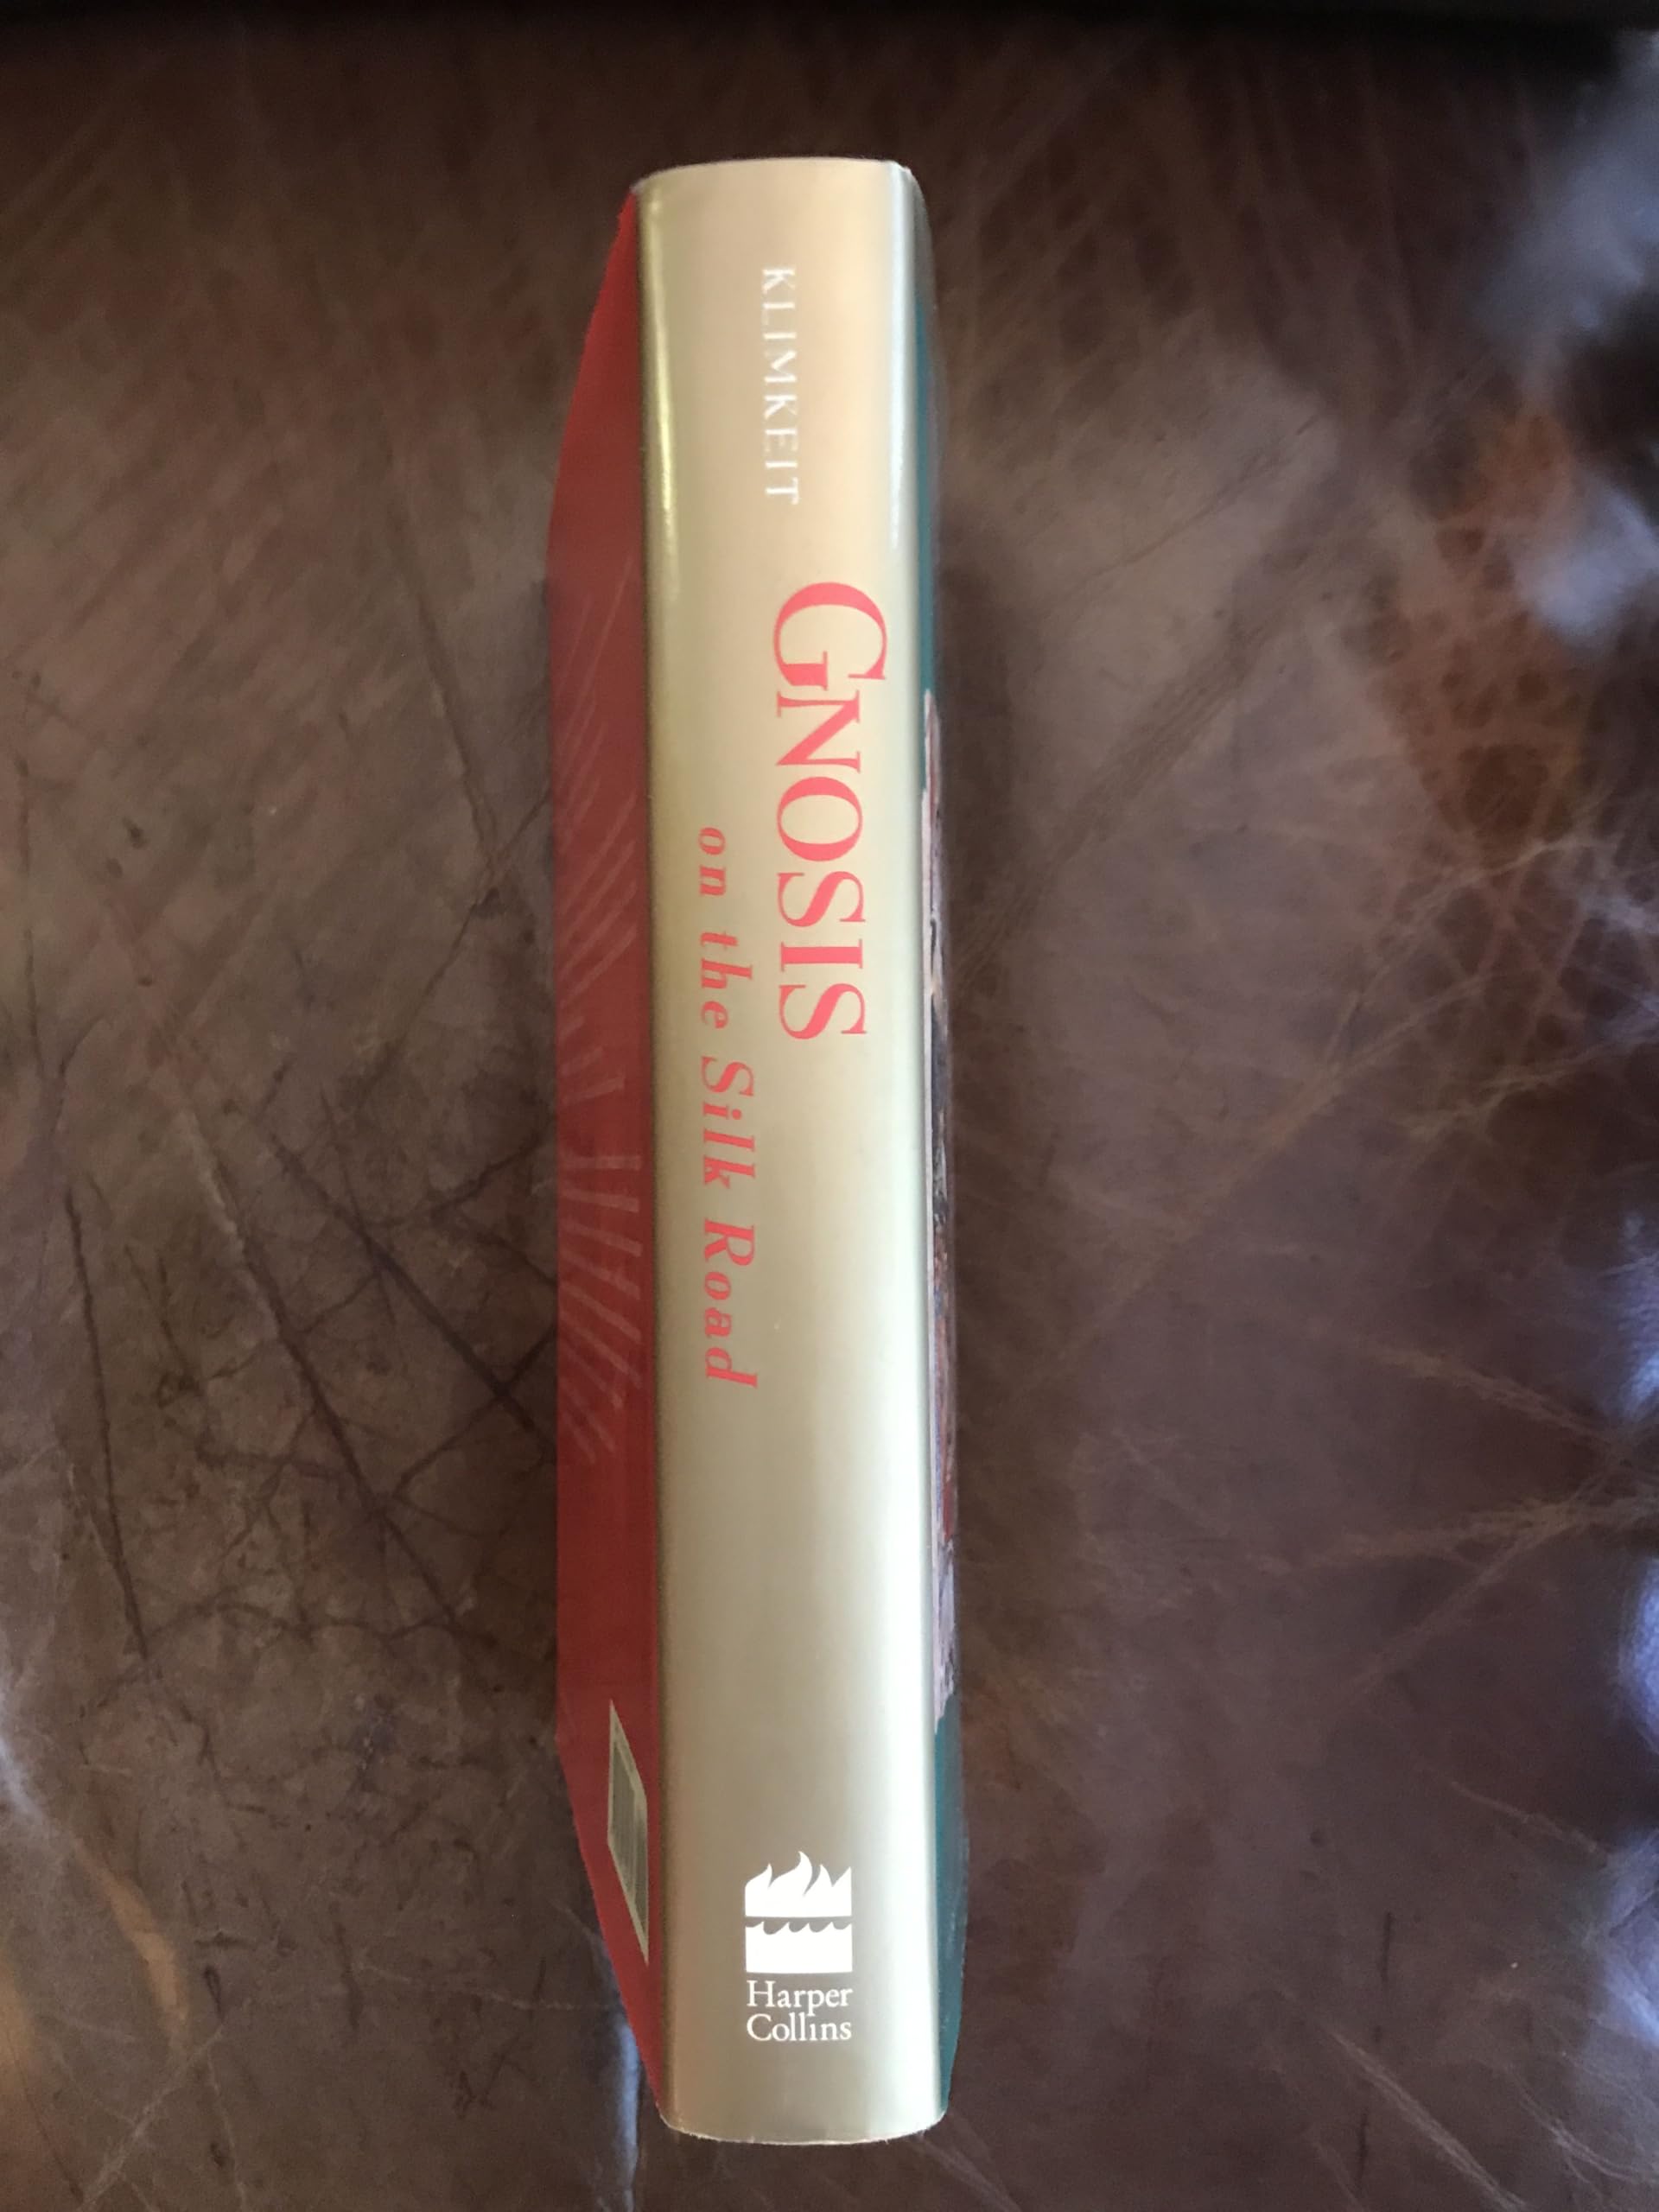 KLIMKEIT
GNOSIS
on the Silk Road
Harper
Collins